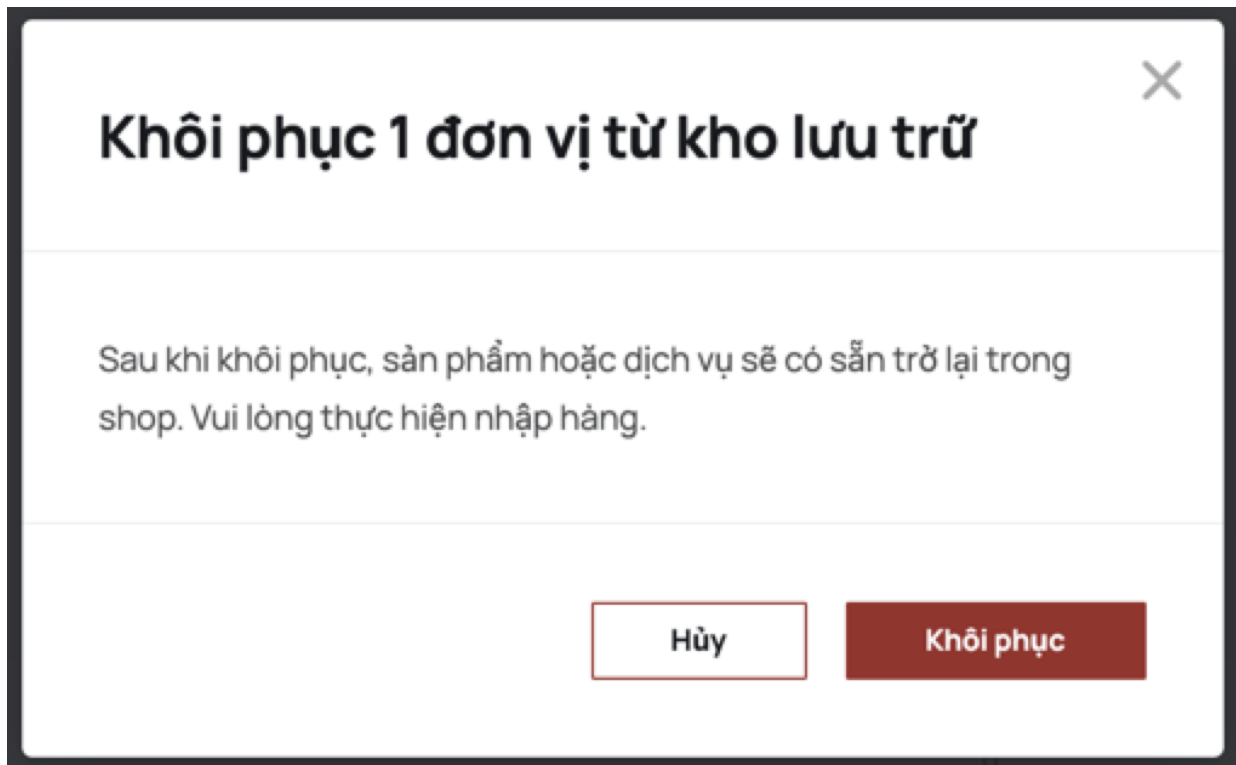 Khôi phục 1 đơn vị từ kho lưu trữ
Sau khi khôi phục, sản phẩm hoặc dịch vụ sẽ có sẵn trở lại trong
shop. Vui lòng thực hiện nhập hàng.
Hủy
Khôi phục